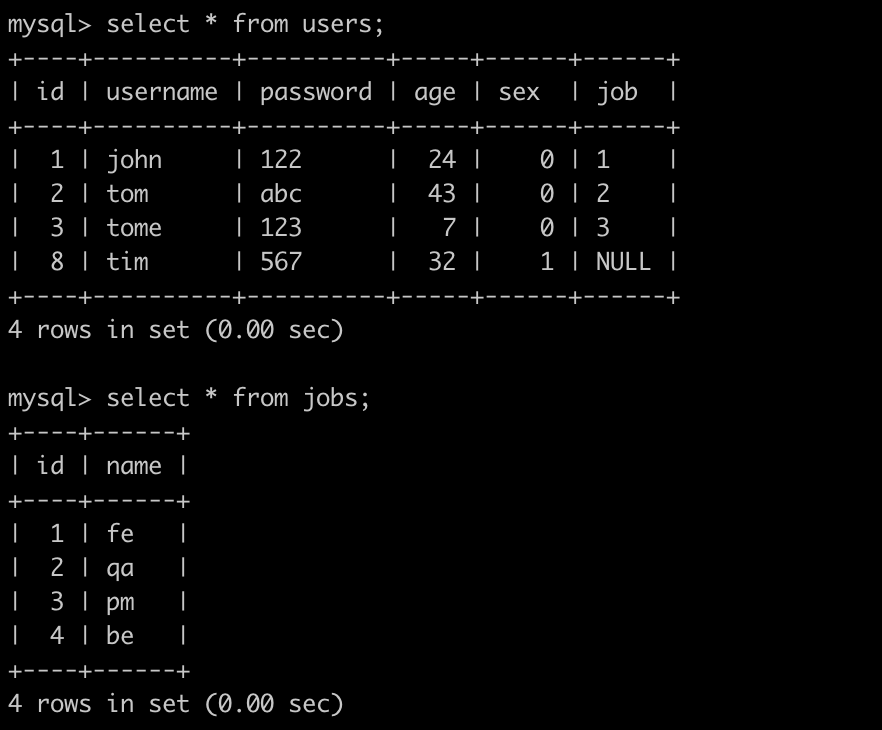 mysql> select * from users;
+----+----------+----------+-----+------+------+
| id | username | password | age | sex  | job  |
+----+----------+----------+-----+------+------+
|  1 | john     | 122      |  24 |    0 | 1    |
|  2 | tom      | abc      |  43 |    0 | 2    |
|  3 | tome     | 123      |   7 |    0 | 3    |
|  8 | tim      | 567      |  32 |    1 | NULL |
+----+----------+----------+-----+------+------+
4 rows in set (0.00 sec)

mysql> select * from jobs;
+----+------+
| id | name |
+----+------+
|  1 | fe   |
|  2 | qa   |
|  3 | pm   |
|  4 | be   |
+----+------+
4 rows in set (0.00 sec)